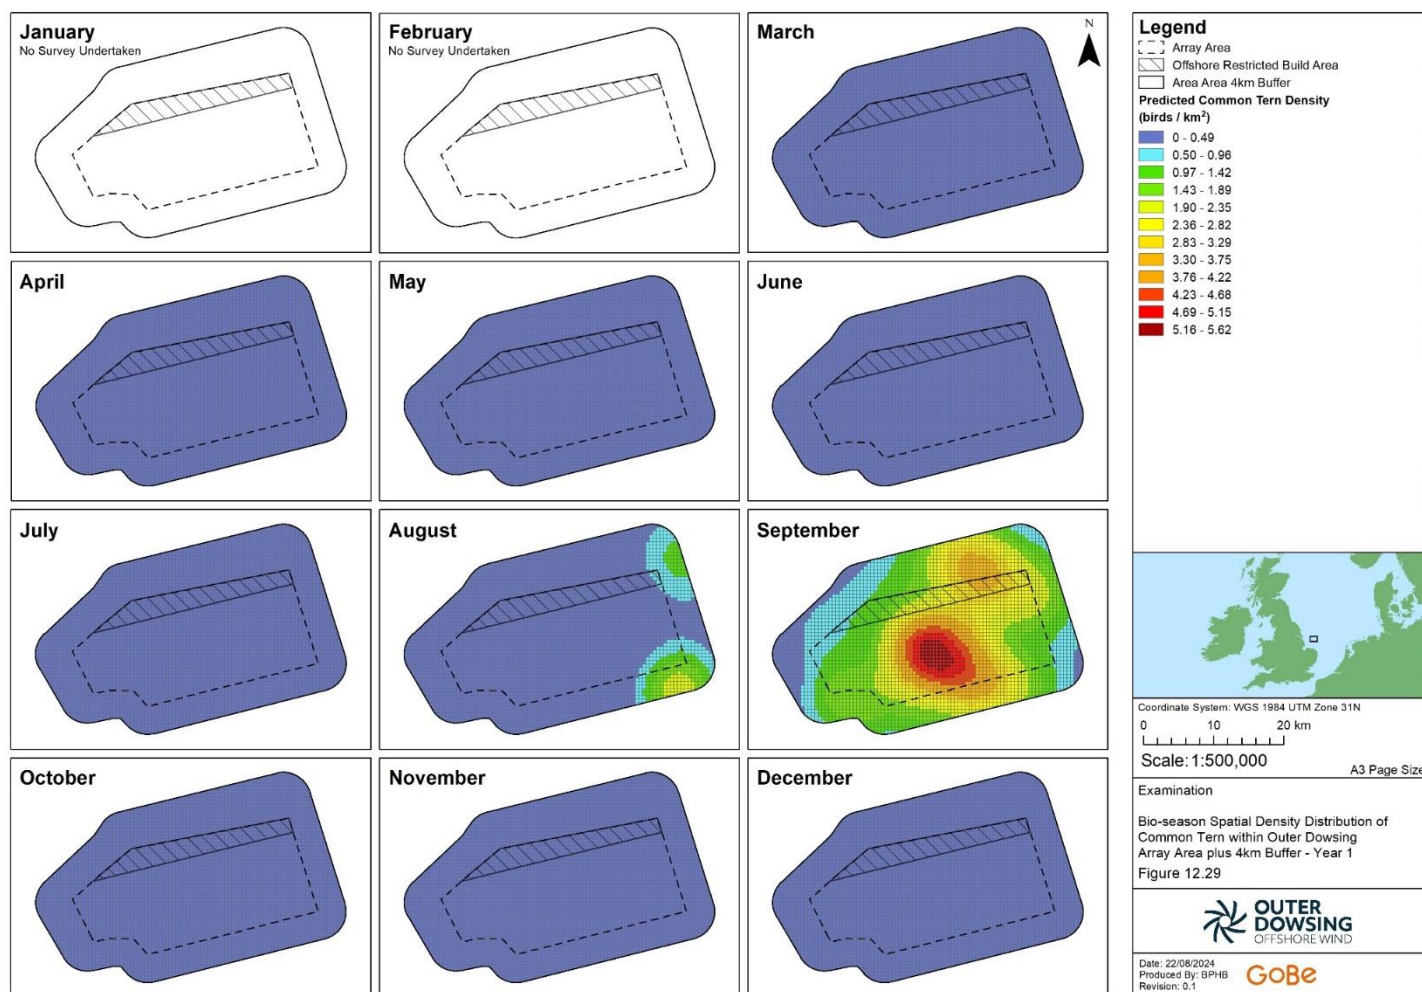 January
No Survey Undertaken
February
No Survey Undertaken
March
N
April
May
June
July
August
September
October
November
December
Legend
Array Area
Offshore Restricted Build Area
Area Area 4km Buffer
Predicted Common Tern Density
(birds / km²)
0 - 0.49
0.50 - 0.96
0.97 - 1.42
1.43 - 1.89
1.90 - 2.35
2.36 - 2.82
2.83 - 3.29
3.30 - 3.75
3.76 - 4.22
4.23 - 4.68
4.69 - 5.15
5.16 - 5.62
Coordinate System: WGS 1984 UTM Zone 31N
0 10 20 km
Scale: 1:500,000
A3 Page Size
Examination
Bio-season Spatial Density Distribution of
Common Tern within Outer Dowsing
Array Area plus 4km Buffer - Year 1
Figure 12.29
OUTER
DOWSING
OFFSHORE WIND
Date: 22/08/2024
Produced By: BPHB
Revision: 0.1
GoBe